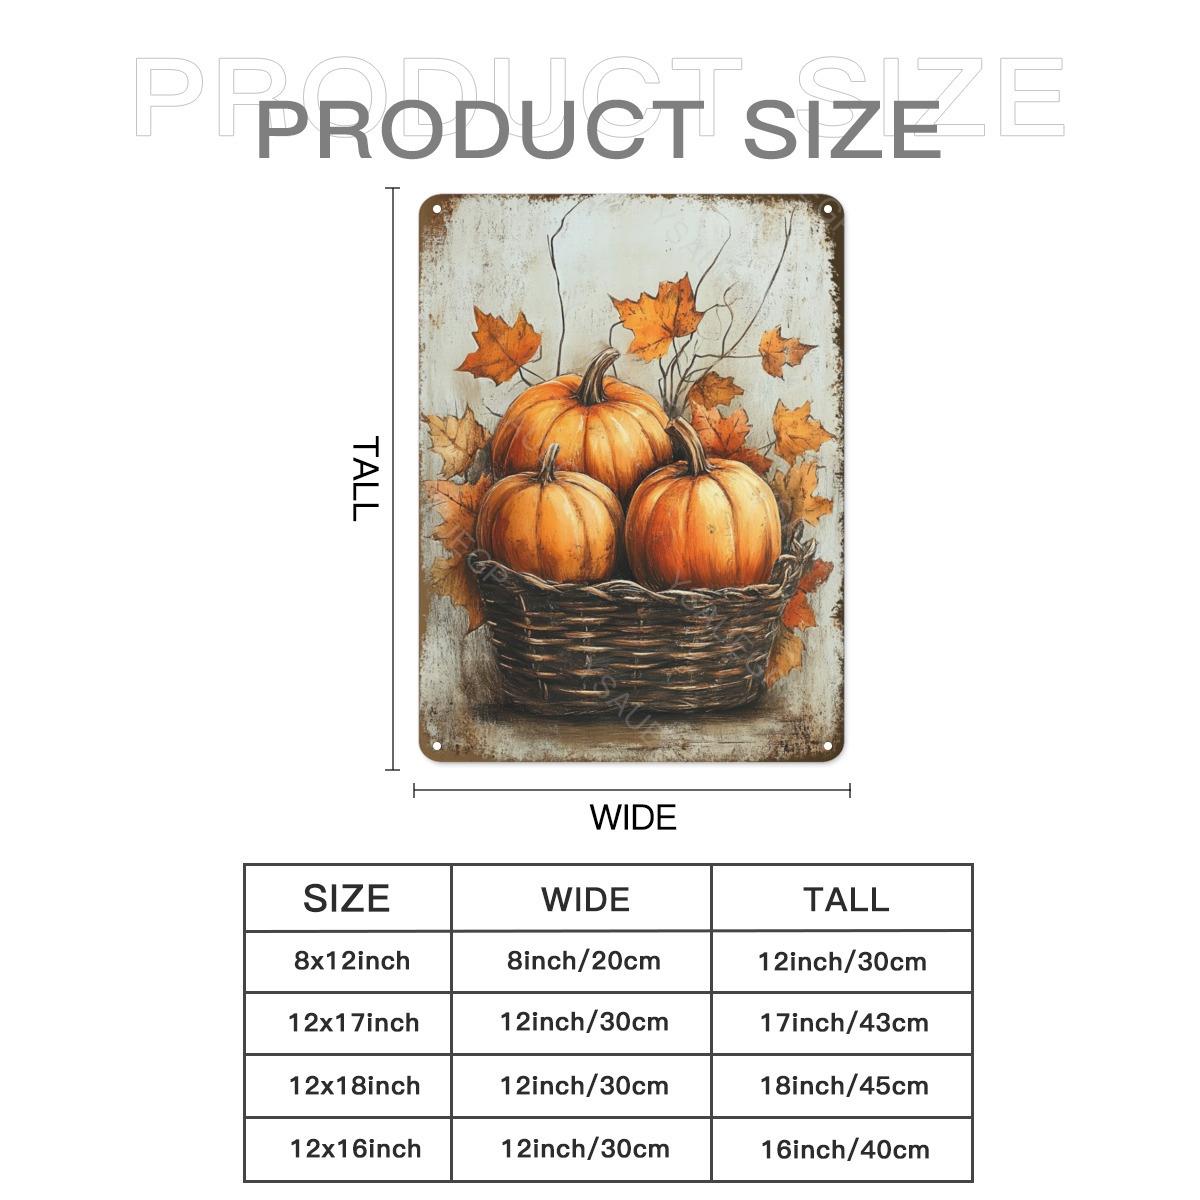 PRODUCT SIZE
PRODUCT SIZE
TALL
WIDE
SIZE WIDE TALL
8x12inch 8inch/20cm 12inch/30cm
12x17inch 12inch/30cm 17inch/43cm
12x18inch 12inch/30cm 18inch/45cm
12x16inch 12inch/30cm 16inch/40cm